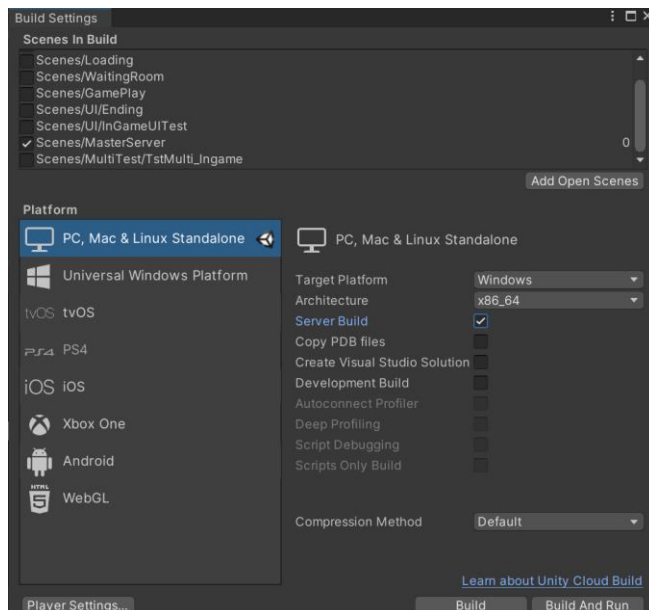 Build Settings
Scenes In Build
Scenes/Loading
Scenes/WaitingRoom
Scenes/GamePlay
Scenes/UI/Ending
Scenes/UI/InGameUITest
Scenes/MasterServer 0
Scenes/MultiTest/TstMulti_Ingame
Add Open Scenes
Platform
PC, Mac & Linux Standalone
Universal Windows Platform
tvOS tvOS
PS4 PS4
iOS iOS
Xbox One
Android
HTML 5 WebGL
PC, Mac & Linux Standalone
Target Platform Windows
Architecture x86_64
Server Build
Copy PDB files
Create Visual Studio Solution
Development Build
Autoconnect Profiler
Deep Profiling
Script Debugging
Scripts Only Build
Compression Method Default
Learn about Unity Cloud Build
Player Settings... Build Build And Run